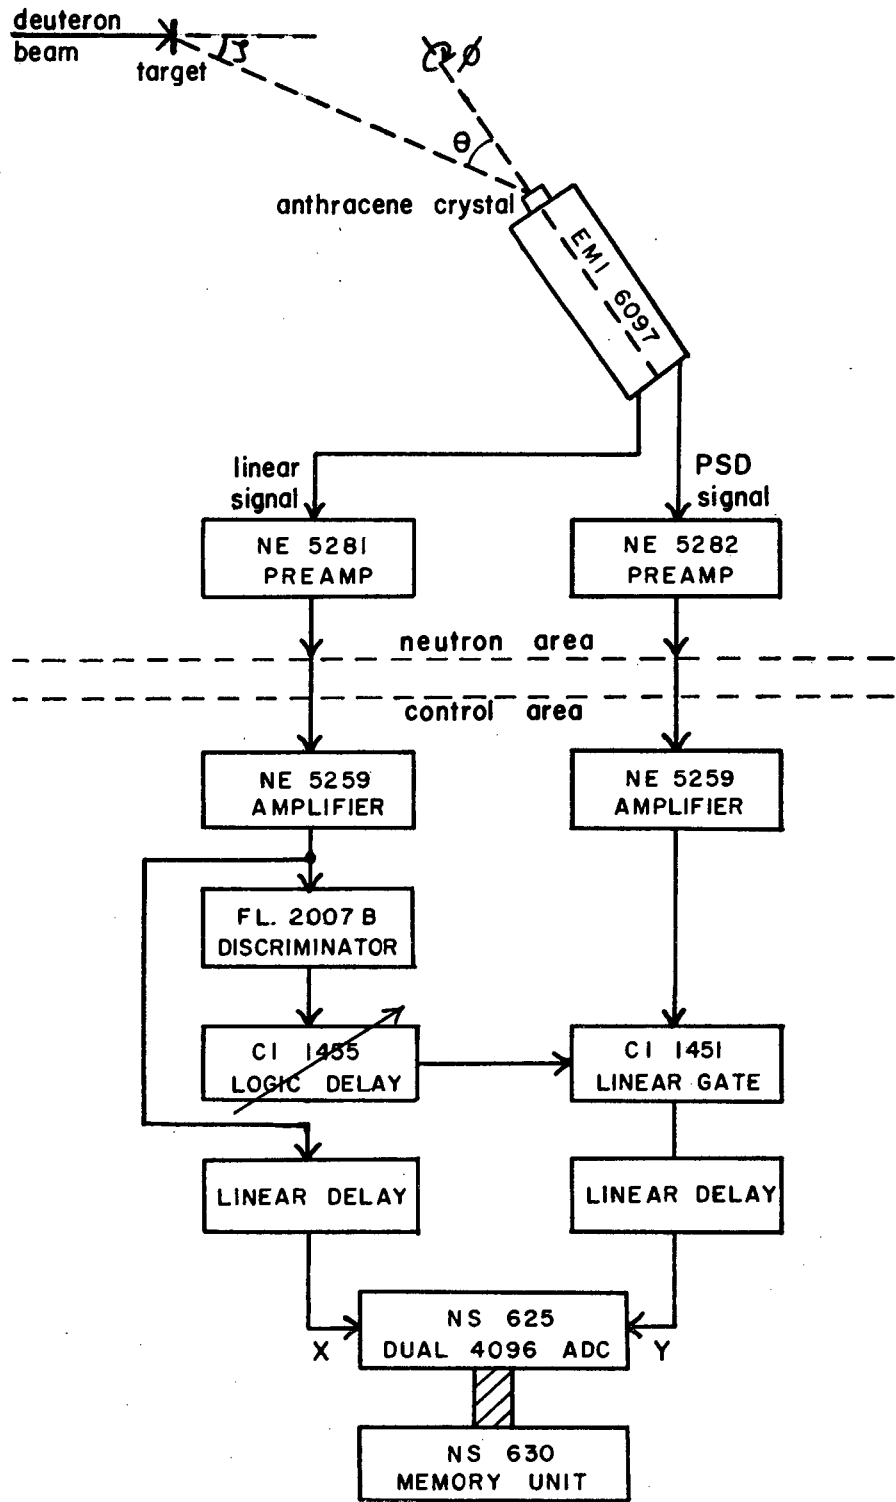 deuteron
beam
target
ζ
ϕ
θ
anthracene crystal
EMI 6097
linear
signal
PSD
signal
NE 5281
PREAMP
NE 5282
PREAMP
neutron area
control area
NE 5259
AMPLIFIER
NE 5259
AMPLIFIER
FL. 2007 B
DISCRIMINATOR
CI 1455
LOGIC DELAY
CI 1451
LINEAR GATE
LINEAR DELAY
LINEAR DELAY
X
NS 625
DUAL 4096 ADC
Y
NS 630
MEMORY UNIT